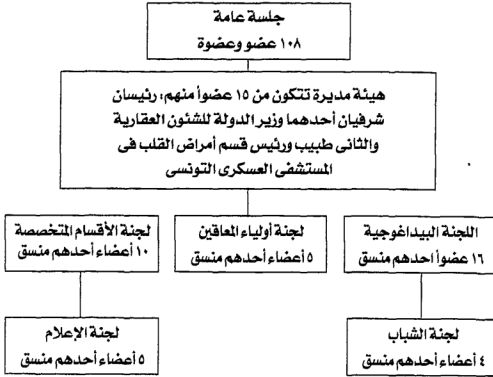 جلسة عامة
١٠٨ عضو وعضوة
هيئة مديرة تتكون من ١٥ عضواً منهم: رئيسان
شرفيان أحدهما وزير الدولة للشئون العقارية
والثانى طبيب ورئيس قسم أمراض القلب فى
المستشفى العسكرى التونسى
اللجنة البيداغوجية
١٦ عضواً احدهم منسق
لجنة أولياء المعاقين
٥ أعضاء أحدهم منسق
لجنة الأقسام المتخصصة
١٠ أعضاء أحدهم منسق
لجنة الشباب
٤ أعضاء أحدهم منسق
لجنة الإعلام
٥ أعضاء أحدهم منسق